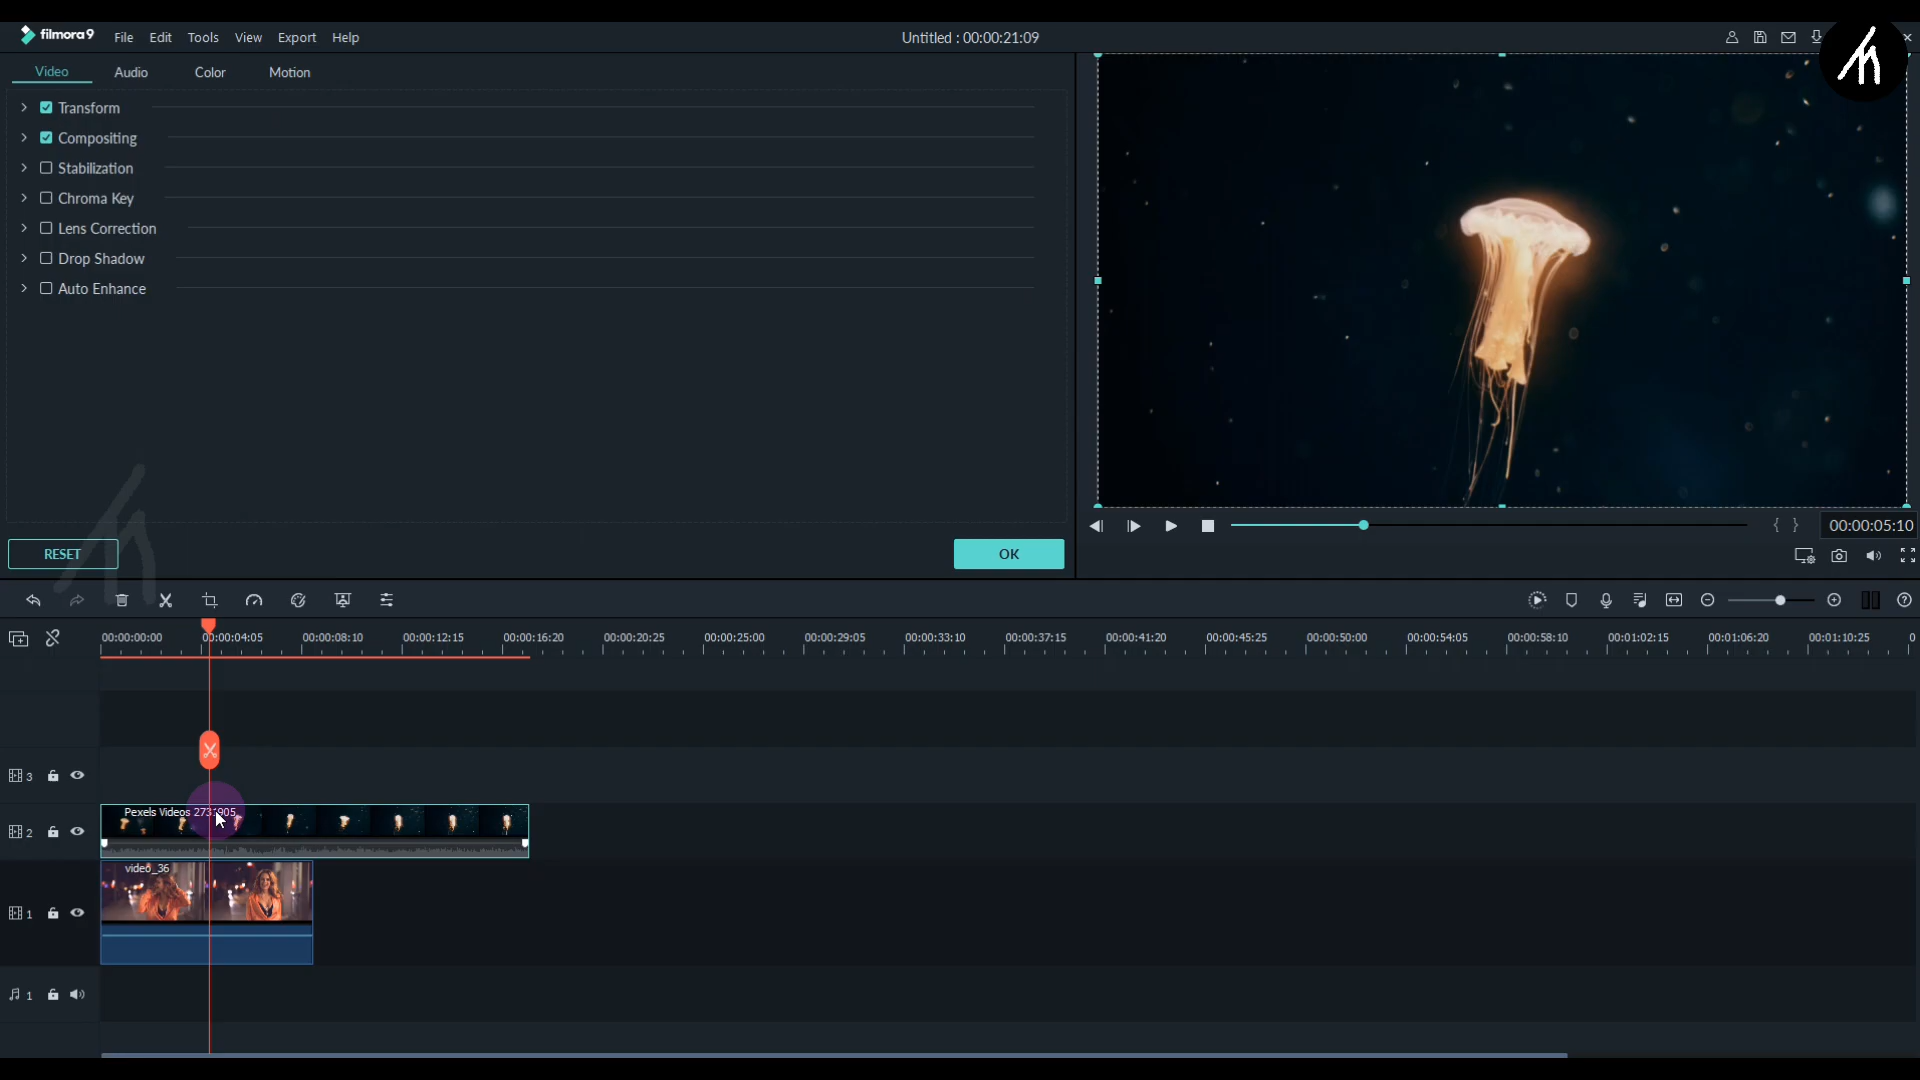 filmora9 File Edit Tools View Export Help Untitled : 00:00:21:09
Video Audio Color Motion
Transform
Compositing
Stabilization
Chroma Key
Lens Correction
Drop Shadow
Auto Enhance
RESET OK
{ } 00:00:05:10
00:00:00:00 00:00:04:05 00:00:08:10 00:00:12:15 00:00:16:20 00:00:20:25 00:00:25:00 00:00:29:05 00:00:33:10 00:00:37:15 00:00:41:20 00:00:45:25 00:00:50:00 00:00:54:05 00:00:58:10 00:01:02:15 00:01:06:20 00:01:10:25 0
3
Pexels Videos 2731905
2
video_36
1
1